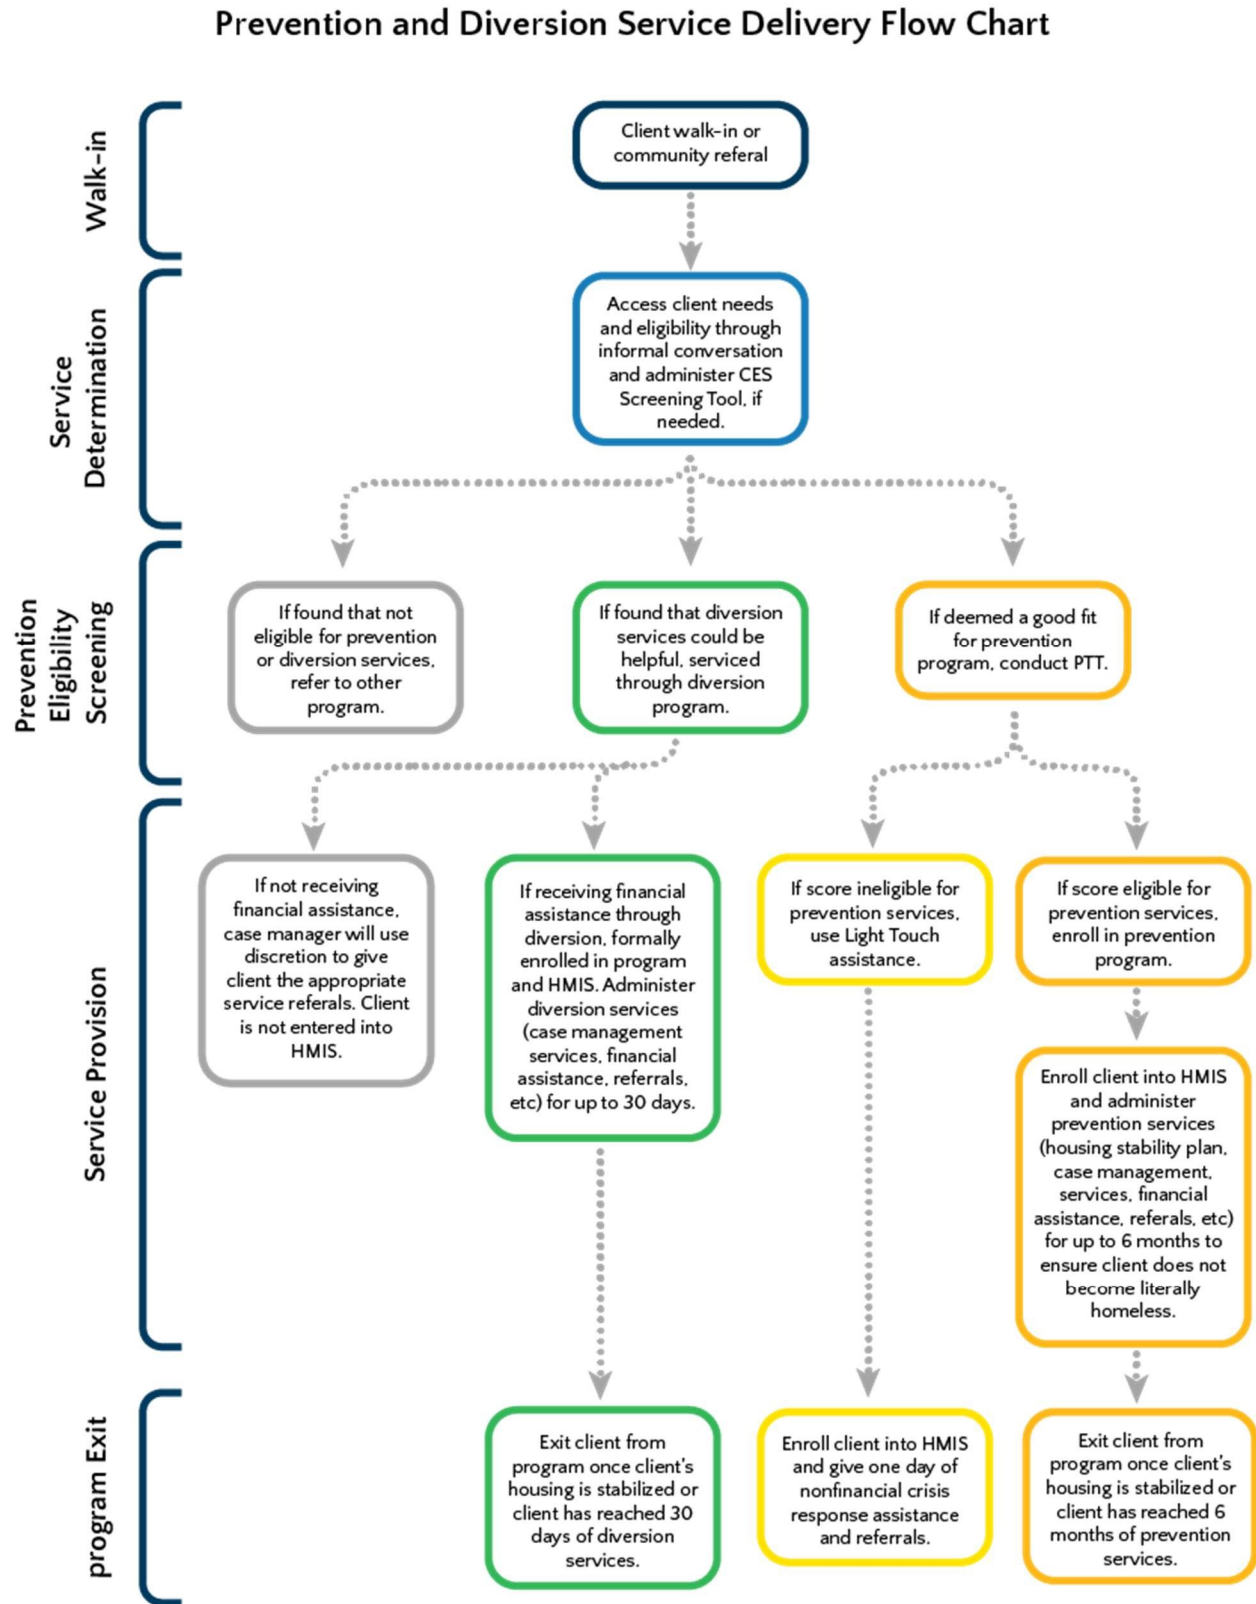 Prevention and Diversion Service Delivery Flow Chart
Walk-in
Client walk-in or
community referal
Service
Determination
Access client needs
and eligibility through
informal conversation
and administer CES
Screening Tool, if
needed.
Prevention
Eligibility
Screening
If found that not
eligible for prevention
or diversion services,
refer to other
program.
If found that diversion
services could be
helpful, serviced
through diversion
program.
If deemed a good fit
for prevention
program, conduct PTT.
Service Provision
If not receiving
financial assistance,
case manager will use
discretion to give
client the appropriate
service referrals. Client
is not entered into
HMIS.
If receiving financial
assistance through
diversion, formally
enrolled in program
and HMIS. Administer
diversion services
(case management
services, financial
assistance, referrals,
etc) for up to 30 days.
If score ineligible for
prevention services,
use Light Touch
assistance.
If score eligible for
prevention services,
enroll in prevention
program.
Enroll client into HMIS
and administer
prevention services
(housing stability plan,
case management,
services, financial
assistance, referals, etc)
for up to 6 months to
ensure client does not
become literally
homeless.
program Exit
Exit client from
program once client's
housing is stabilized or
client has reached 30
days of diversion
services.
Enroll client into HMIS
and give one day of
nonfinancial crisis
response assistance
and referrals.
Exit client from
program once client's
housing is stabilized or
client has reached 6
months of prevention
services.